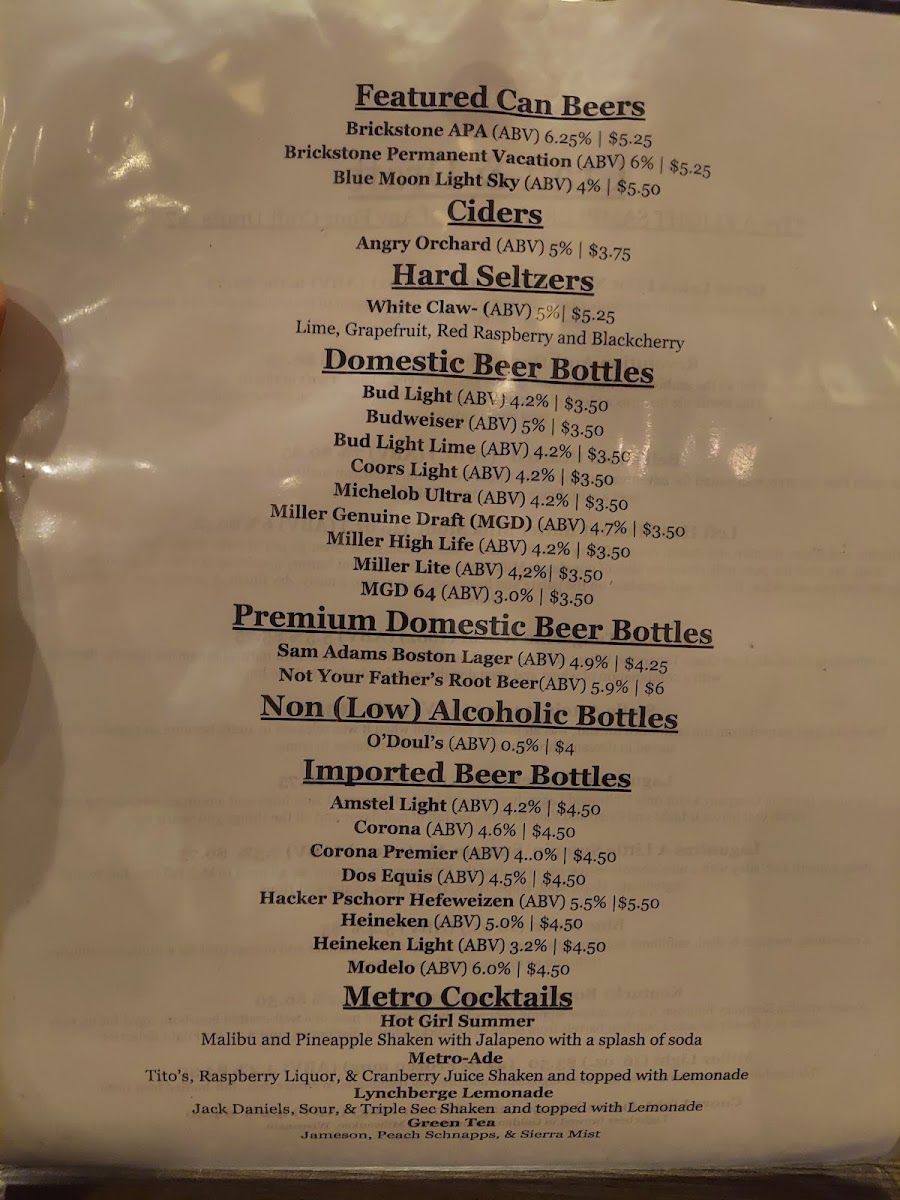 Featured Can Beers
Brickstone APA (ABV) 6.25% | $5.25
Brickstone Permanent Vacation (ABV) 6% | $5.25
Blue Moon Light Sky (ABV) 4% | $5.50
Ciders
Angry Orchard (ABV) 5% | $3.75
Hard Seltzers
White Claw- (ABV) 5%| $5.25
Lime, Grapefruit, Red Raspberry and Blackcherry
Domestic Beer Bottles
Bud Light (ABV) 4.2% | $3.50
Budweiser (ABV) 5% | $3.50
Bud Light Lime (ABV) 4.2% | $3.50
Coors Light (ABV) 4.2% | $3.50
Michelob Ultra (ABV) 4.2% | $3.50
Miller Genuine Draft (MGD) (ABV) 4.7% | $3.50
Miller High Life (ABV) 4.2% | $3.50
Miller Lite (ABV) 4,2%| $3.50
MGD 64 (ABV) 3.0% | $3.50
Premium Domestic Beer Bottles
Sam Adams Boston Lager (ABV) 4.9% | $4.25
Not Your Father's Root Beer(ABV) 5.9% | $6
Non (Low) Alcoholic Bottles
O'Doul's (ABV) 0.5% | $4
Imported Beer Bottles
Amstel Light (ABV) 4.2% | $4.50
Corona (ABV) 4.6% | $4.50
Corona Premier (ABV) 4..0% | $4.50
Dos Equis (ABV) 4.5% | $4.50
Hacker Pschorr Hefeweizen (ABV) 5.5% |$5.50
Heineken (ABV) 5.0% | $4.50
Heineken Light (ABV) 3.2% | $4.50
Modelo (ABV) 6.0% | $4.50
Metro Cocktails
Hot Girl Summer
Malibu and Pineapple Shaken with Jalapeno with a splash of soda
Metro-Ade
Tito's, Raspberry Liquor, & Cranberry Juice Shaken and topped with Lemonade
Lynchberge Lemonade
Jack Daniels, Sour, & Triple Sec Shaken and topped with Lemonade
Green Tea
Jameson, Peach Schnapps, & Sierra Mist